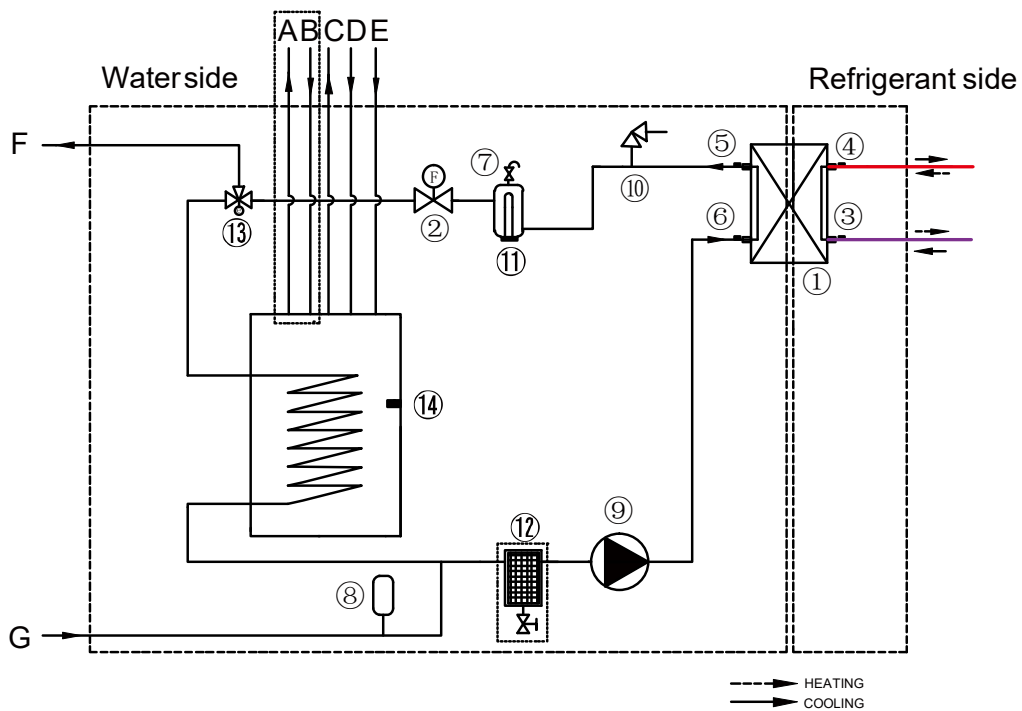 A B C D E
Water side
Refrigerant side
F
⑤
④
⑦
F
⑩
⑥
③
⑬
②
⑪
①
⑭
⑫
⑨
⑧
G
HEATING
COOLING